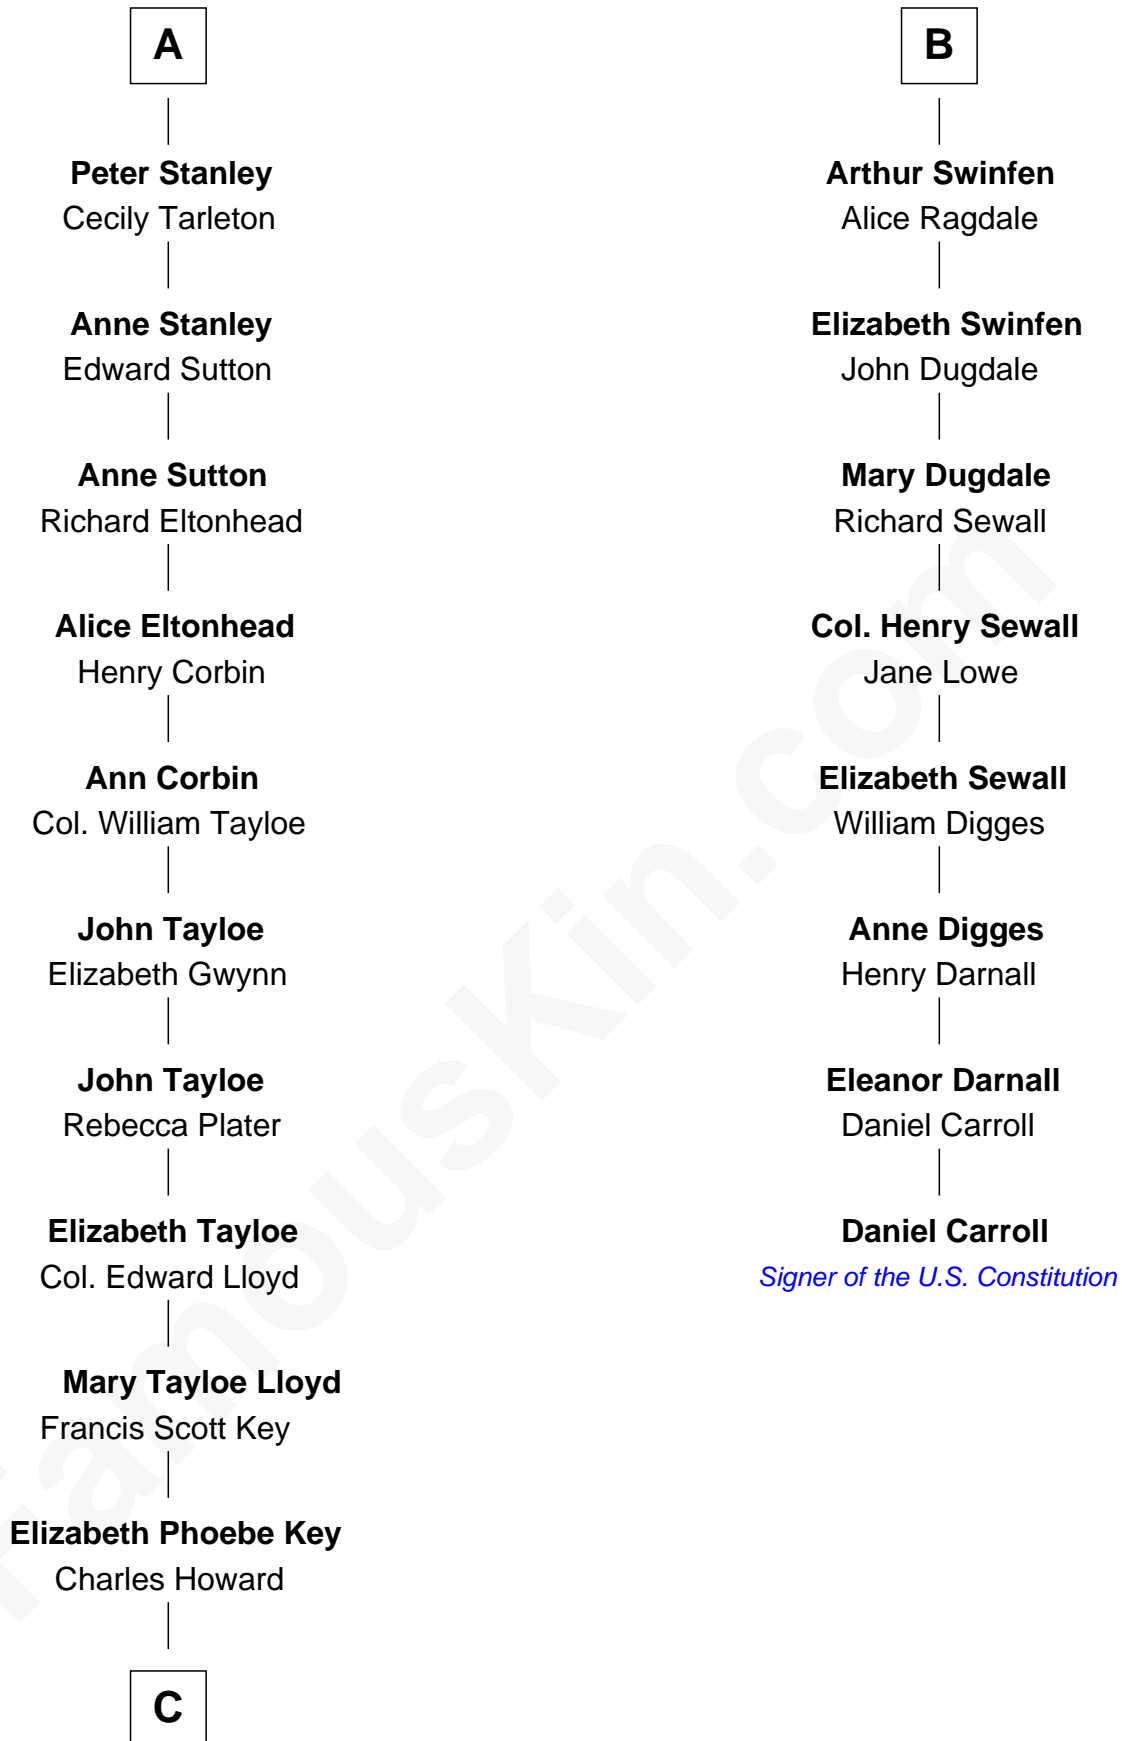 A
Peter Stanley
Cecily Tarleton
Anne Stanley
Edward Sutton
Anne Sutton
Richard Eltonhead
Alice Eltonhead
Henry Corbin
Ann Corbin
Col. William Tayloe
John Tayloe
Elizabeth Gwynn
John Tayloe
Rebecca Plater
Elizabeth Tayloe
Col. Edward Lloyd
Mary Tayloe Lloyd
Francis Scott Key
Elizabeth Phoebe Key
Charles Howard
C
B
Arthur Swinfen
Alice Ragdale
Elizabeth Swinfen
John Dugdale
Mary Dugdale
Richard Sewall
Col. Henry Sewall
Jane Lowe
Elizabeth Sewall
William Digges
Anne Digges
Henry Darnall
Eleanor Darnall
Daniel Carroll
Daniel Carroll
Signer of the U.S. Constitution
FamousKin.com